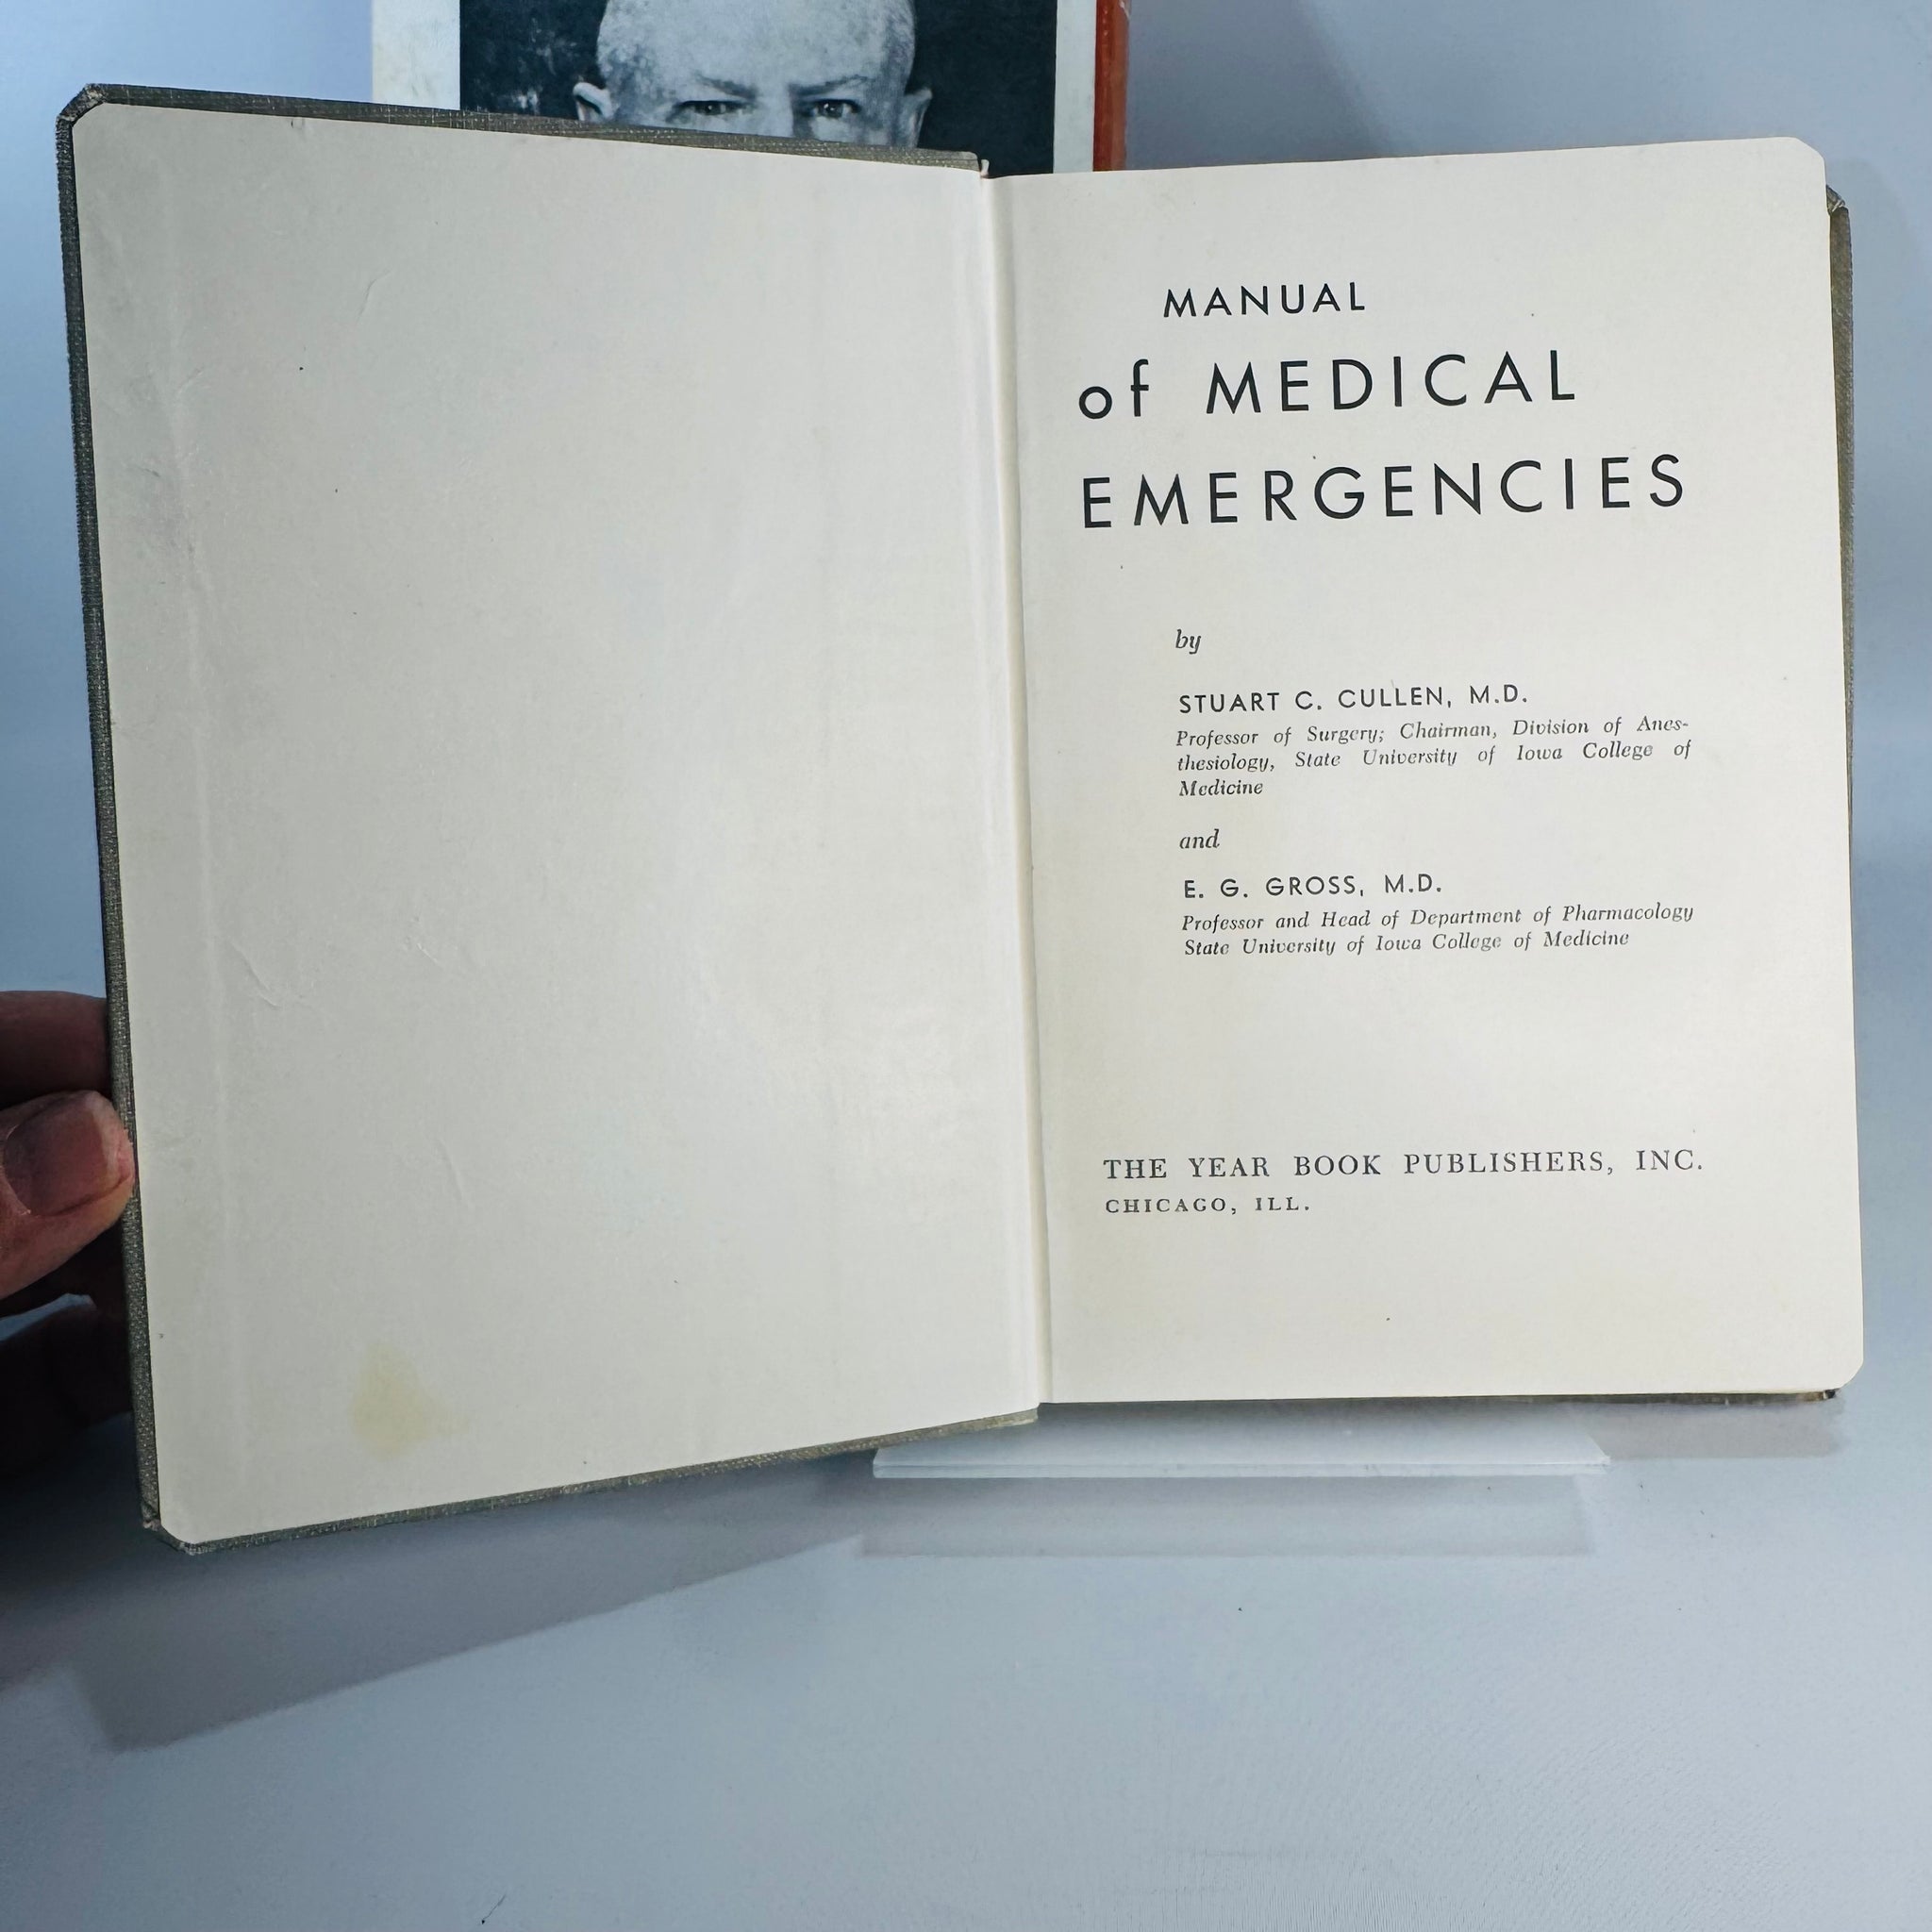 MANUAL
of MEDICAL
EMERGENCIES
by
STUART C. CULLEN, M.D.
Professor of Surgery; Chairman, Division of Anes-
thesiology, State University of Iowa College of
Medicine
and
E. G. GROSS, M.D.
Professor and Head of Department of Pharmacology
State University of Iowa College of Medicine
THE YEAR BOOK PUBLISHERS, INC.
CHICAGO, ILL.